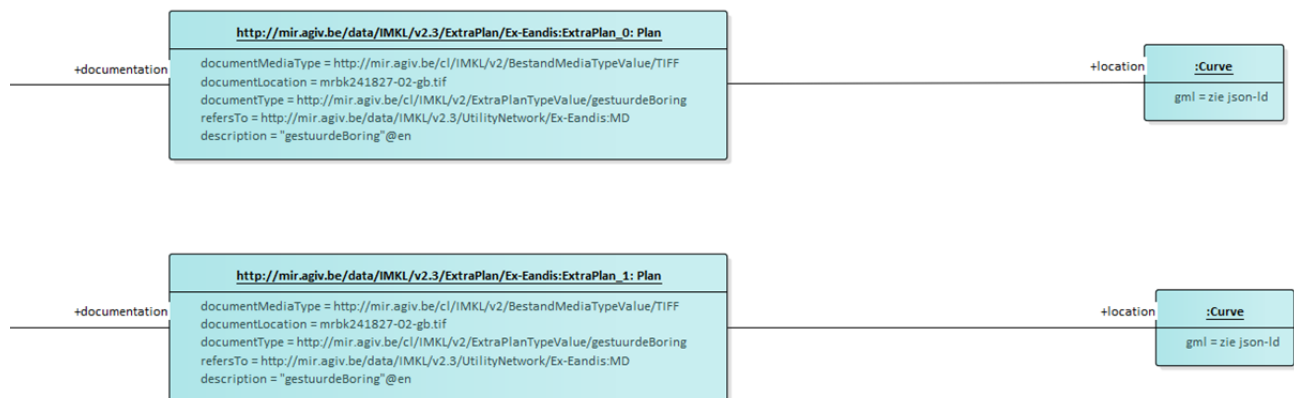 http://mir.agiv.be/data/IMKL/v2.3/ExtraPlan/Ex-Eandis:ExtraPlan_0: Plan
+documentation
documentMediaType = http://mir.agiv.be/cl/IMKL/v2/BestandMediaTypeValue/TIFF
documentLocation = mrbk241827-02-gb.tif
documentType = http://mir.agiv.be/cl/IMKL/v2/ExtraPlanTypeValue/gestuurdeBoring
refersTo = http://mir.agiv.be/data/IMKL/v2.3/UtilityNetwork/Ex-Eandis:MD
description = "gestuurdeBoring"@en
+location
:Curve
gml = zie json-ld
http://mir.agiv.be/data/IMKL/v2.3/ExtraPlan/Ex-Eandis:ExtraPlan_1: Plan
+documentation
documentMediaType = http://mir.agiv.be/cl/IMKL/v2/BestandMediaTypeValue/TIFF
documentLocation = mrbk241827-02-gb.tif
documentType = http://mir.agiv.be/cl/IMKL/v2/ExtraPlanTypeValue/gestuurdeBoring
refersTo = http://mir.agiv.be/data/IMKL/v2.3/UtilityNetwork/Ex-Eandis:MD
description = "gestuurdeBoring"@en
+location
:Curve
gml = zie json-ld